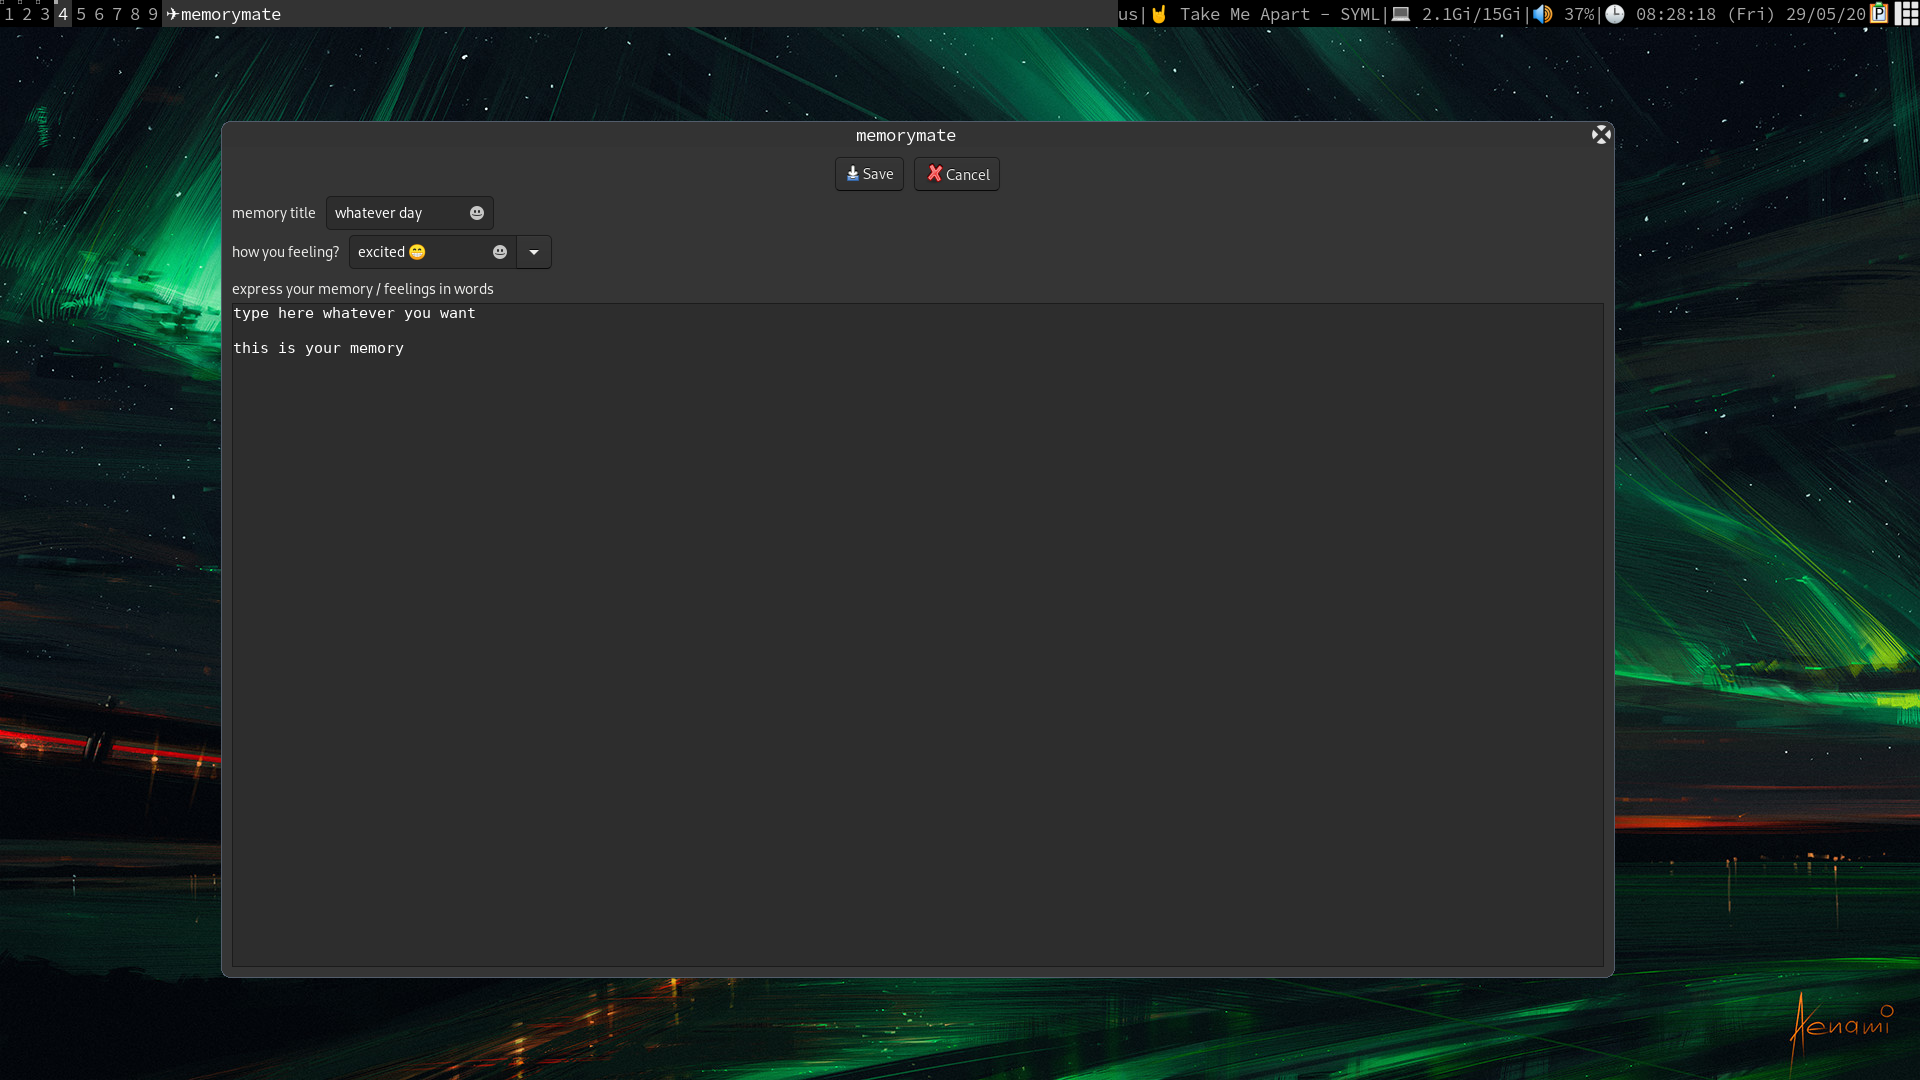 1 2 3 4 5 6 7 8 9 ✈memorymate us|🤘 Take Me Apart - SYML|💻 2.1Gi/15Gi|🔊 37%|🕒 08:28:18 (Fri) 29/05/20
memorymate
Save Cancel
memory title whatever day
how you feeling? excited 😁
express your memory / feelings in words
type here whatever you want
this is your memory
Aenami